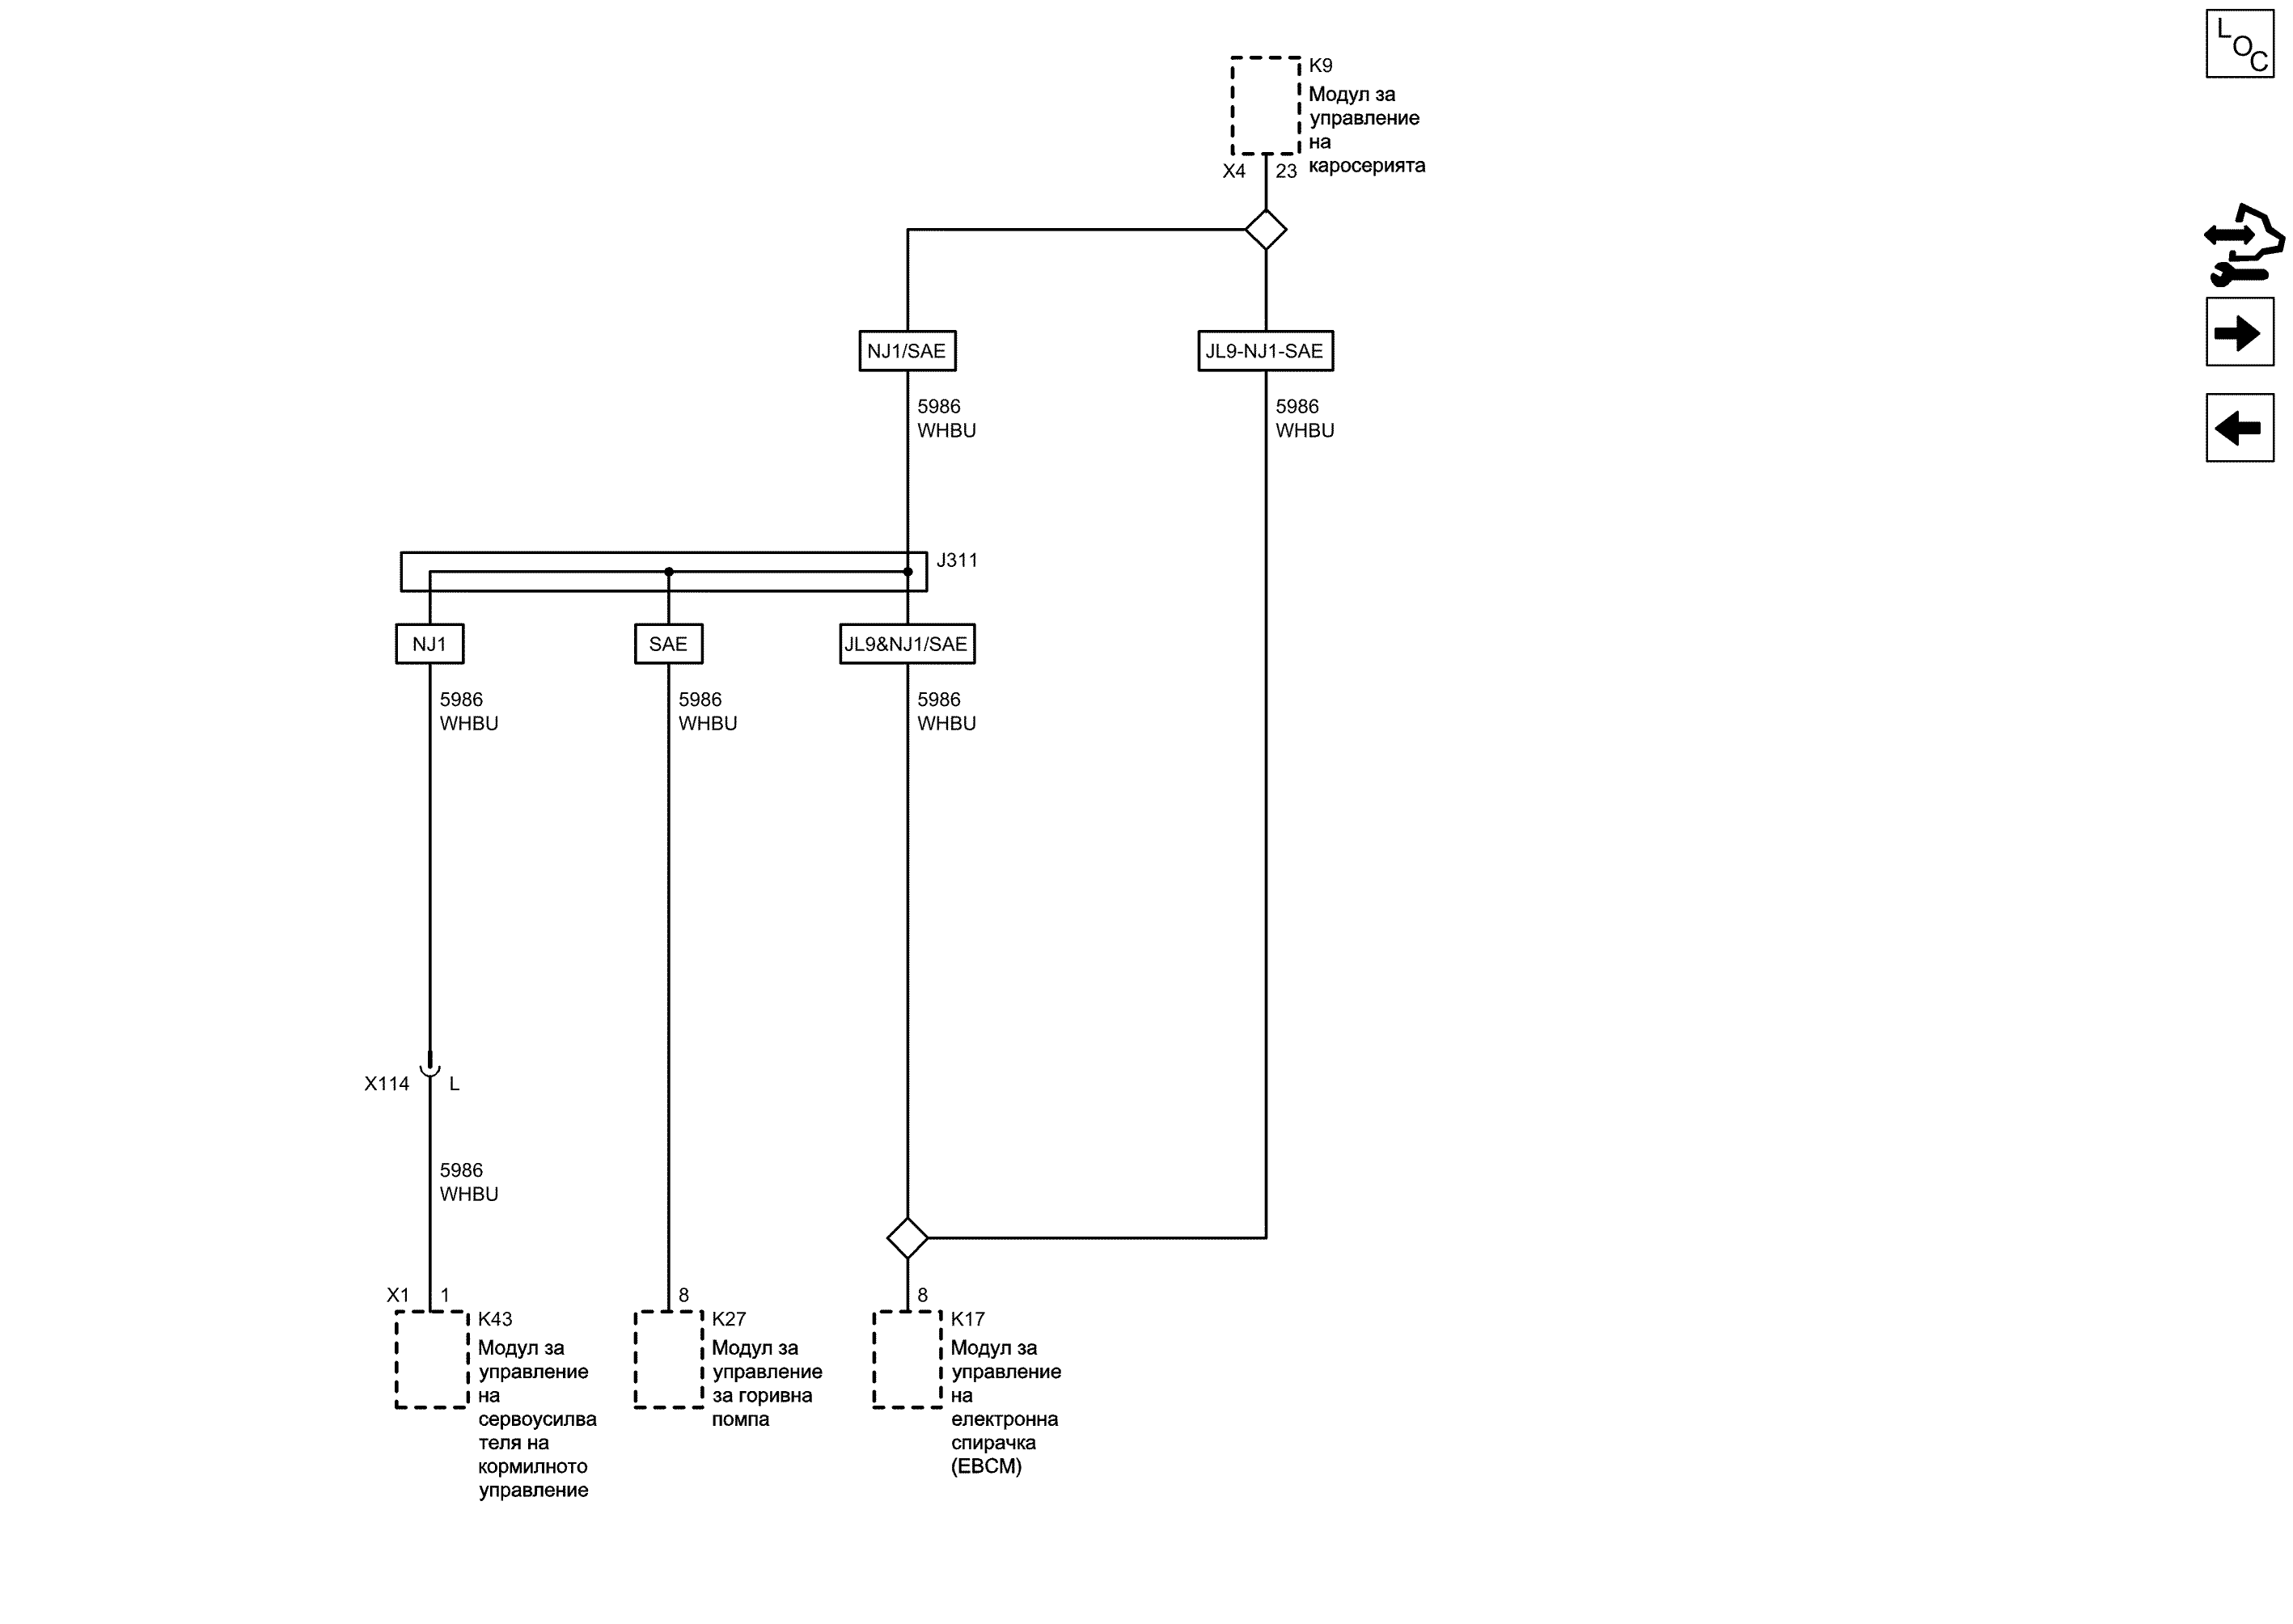 L
O
C
K9
Модул за
управление
на
каросерията
X4
23
NJ1/SAE
JL9-NJ1-SAE
5986
WHBU
5986
WHBU
J311
NJ1
SAE
JL9&NJ1/SAE
5986
WHBU
5986
WHBU
5986
WHBU
X114
L
5986
WHBU
X1
1
8
8
K43
Модул за
управление
на
сервоусилва
теля на
кормилното
управление
K27
Модул за
управление
за горивна
помпа
K17
Модул за
управление
на
електронна
спирачка
(EBCM)